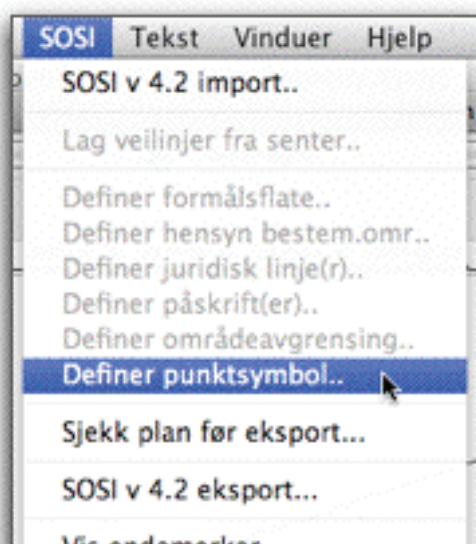 SOSI Tekst Vinduer Hjelp
SOSI v 4.2 import..
Lag veilinjer fra senter..
Definer formålsflate..
Definer hensyn bestem.omr..
Definer juridisk linje(r)..
Definer påskrift(er)..
Definer områdeavgrensing..
Definer punktsymbol..
Sjekk plan før eksport...
SOSI v 4.2 eksport...